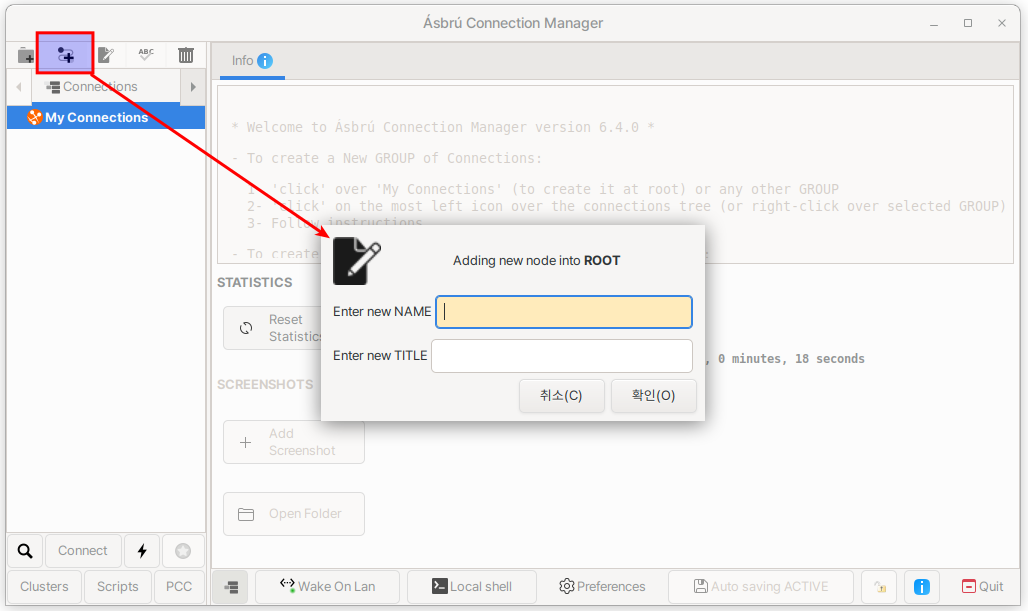 Ásbrú Connection Manager
ABC
Info
Connections
My Connections
* Welcome to Ásbrú Connection Manager version 6.4.0 *
- To create a New GROUP of Connections:
1- 'click' over 'My Connections' (to create it at root) or any other GROUP
2- 'click' on the most left icon over the connections tree (or right-click over selected GROUP)
3- Follow instructions
- To create
Adding new node into ROOT
STATISTICS
Enter new NAME
Reset
Statistics
Enter new TITLE
, 0 minutes, 18 seconds
SCREENSHOTS
취소(C) 확인(O)
Add
Screenshot
Open Folder
Connect
Clusters Scripts PCC Wake On Lan Local shell Preferences Auto saving ACTIVE Quit